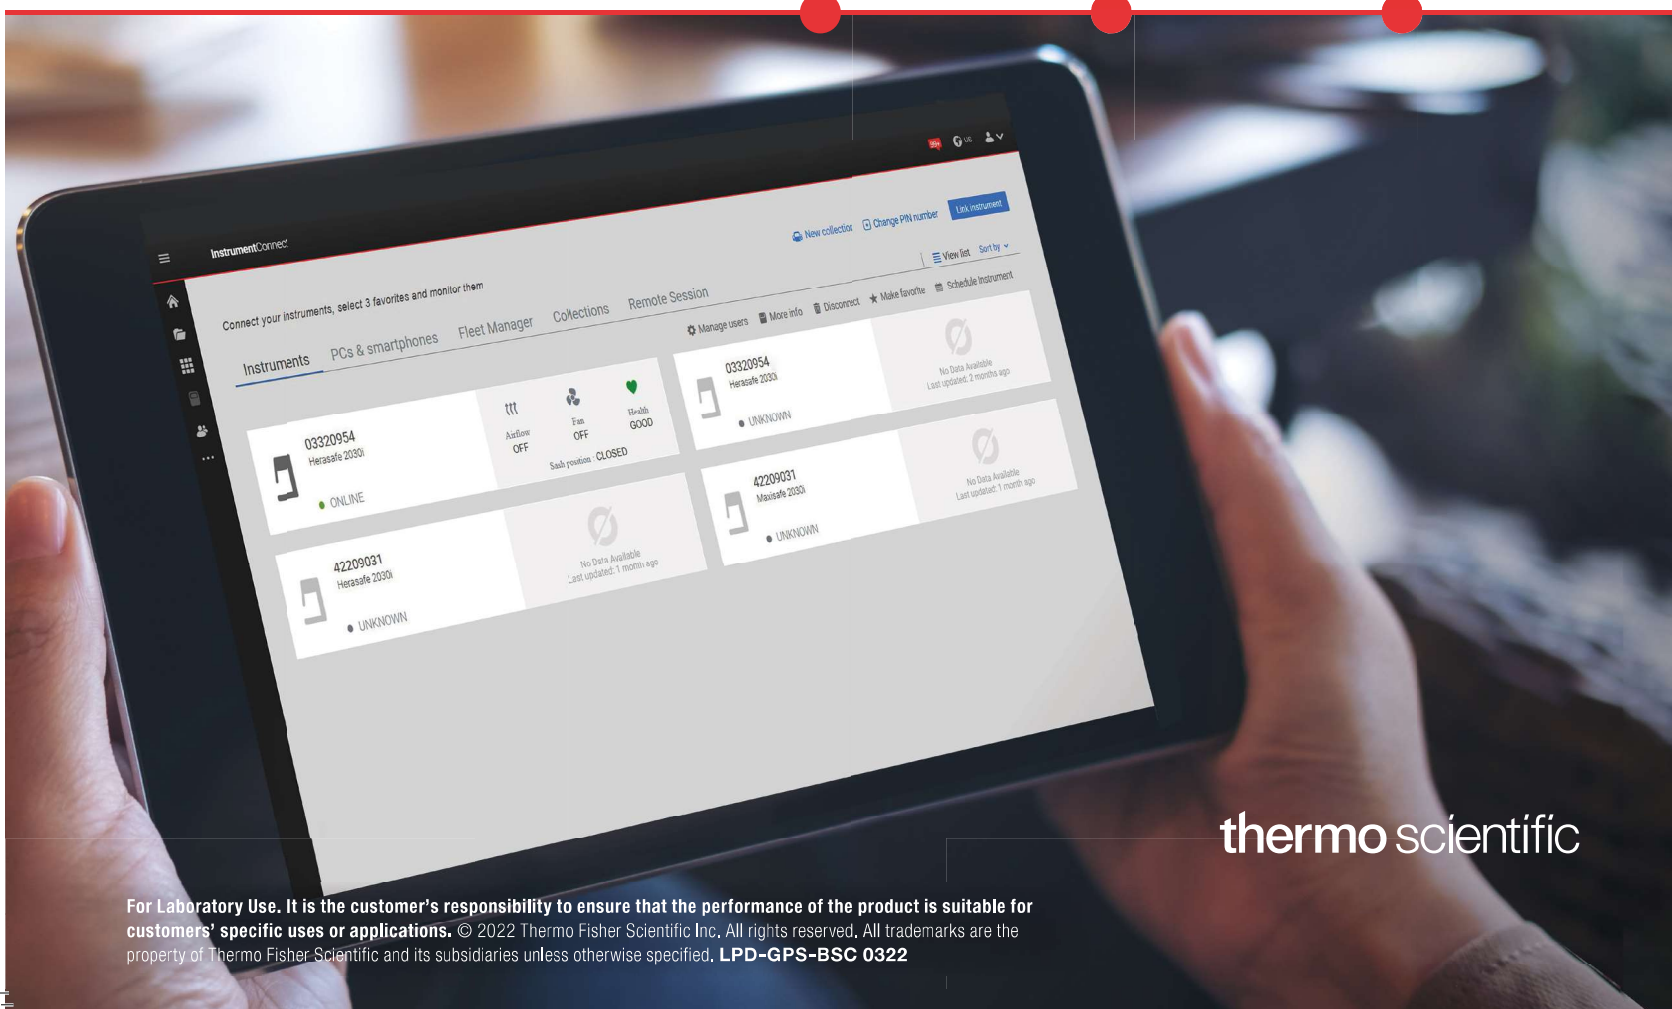 99+
US
InstrumentConnect
New collection
Change PIN number
Link instrument
Connect your instruments, select 3 favorites and monitor them
View list
Sort by
Instruments
PCs & smartphones
Fleet Manager
Collections
Remote Session
Manage users
More info
Disconnect
Make favorite
Schedule Instrument
03320954
Herasafe 2030i
ONLINE
Airflow
OFF
Fan
OFF
Health
GOOD
Sash position : CLOSED
03320954
Herasafe 2030i
UNKNOWN
No Data Available
Last updated: 2 months ago
42209031
Herasafe 2030i
UNKNOWN
No Data Available
Last updated: 1 month ago
42209031
Maxisafe 2030i
UNKNOWN
No Data Available
Last updated: 1 month ago
thermo scientific
For Laboratory Use. It is the customer’s responsibility to ensure that the performance of the product is suitable for
customers’ specific uses or applications. © 2022 Thermo Fisher Scientific Inc. All rights reserved. All trademarks are the
property of Thermo Fisher Scientific and its subsidiaries unless otherwise specified. LPD-GPS-BSC 0322